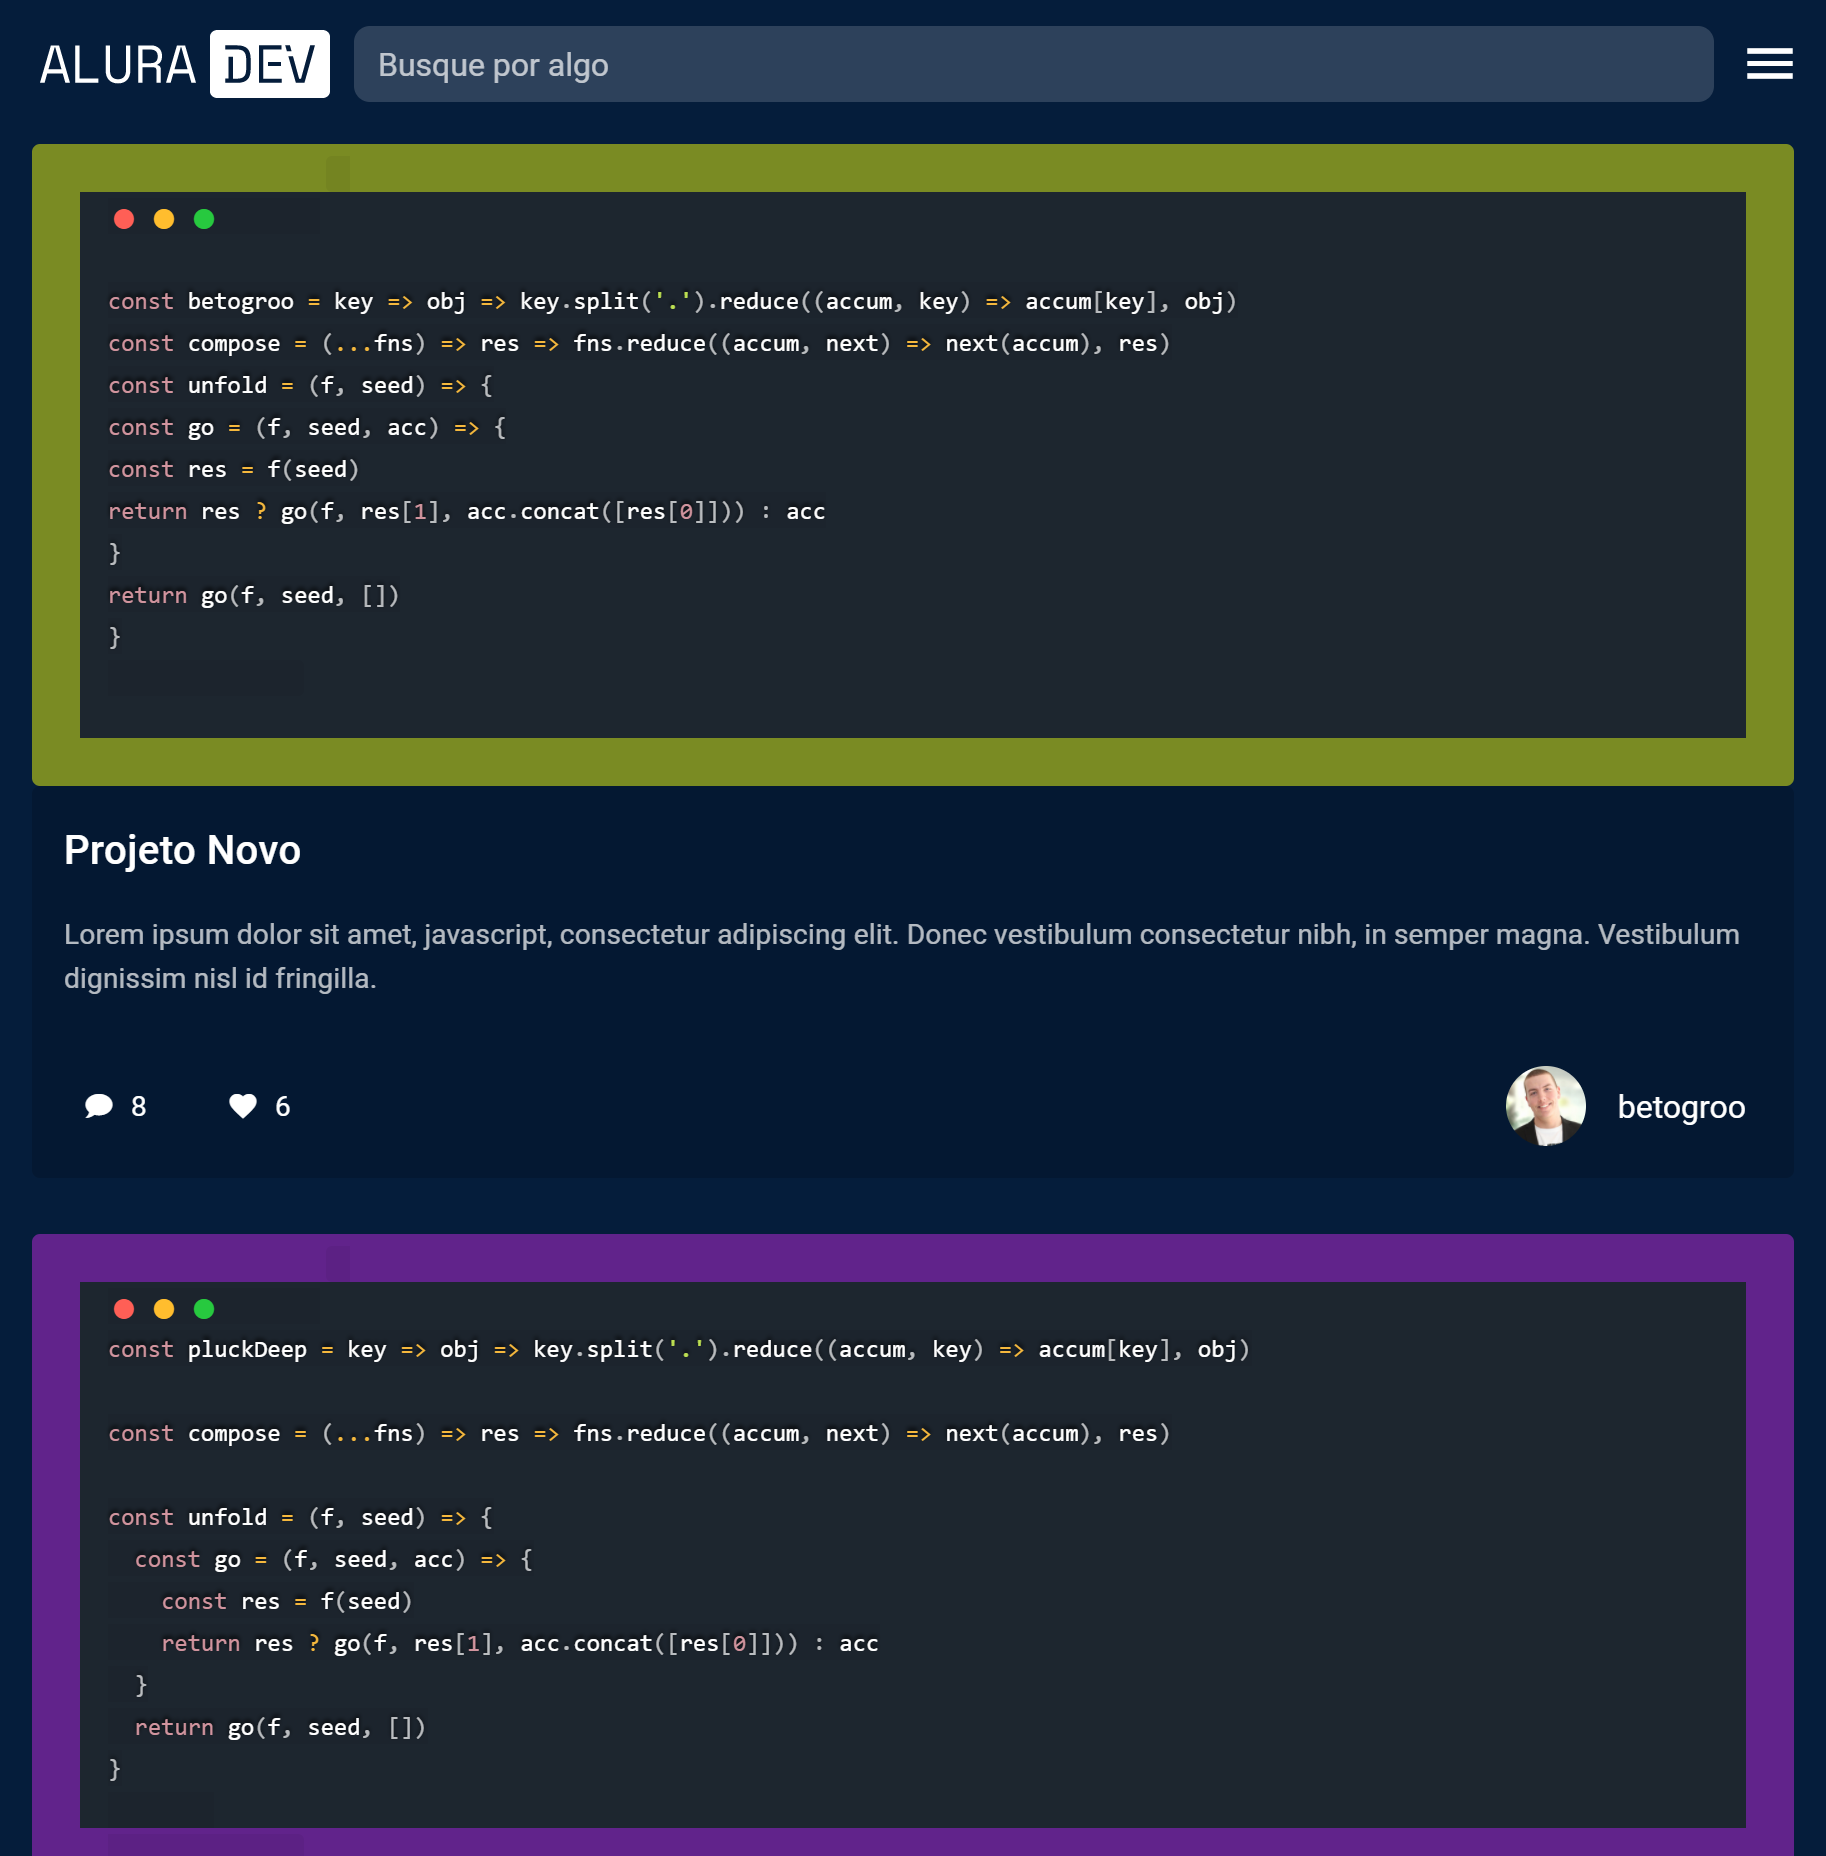 ALURA DEV Busque por algo
const betogroo = key => obj => key.split('.').reduce((accum, key) => accum[key], obj)
const compose = (...fns) => res => fns.reduce((accum, next) => next(accum), res)
const unfold = (f, seed) => {
const go = (f, seed, acc) => {
const res = f(seed)
return res ? go(f, res[1], acc.concat([res[0]])) : acc
}
return go(f, seed, [])
}
Projeto Novo
Lorem ipsum dolor sit amet, javascript, consectetur adipiscing elit. Donec vestibulum consectetur nibh, in semper magna. Vestibulum
dignissim nisl id fringilla.
8 6 betogroo
const pluckDeep = key => obj => key.split('.').reduce((accum, key) => accum[key], obj)
const compose = (...fns) => res => fns.reduce((accum, next) => next(accum), res)
const unfold = (f, seed) => {
  const go = (f, seed, acc) => {
    const res = f(seed)
    return res ? go(f, res[1], acc.concat([res[0]])) : acc
  }
  return go(f, seed, [])
}